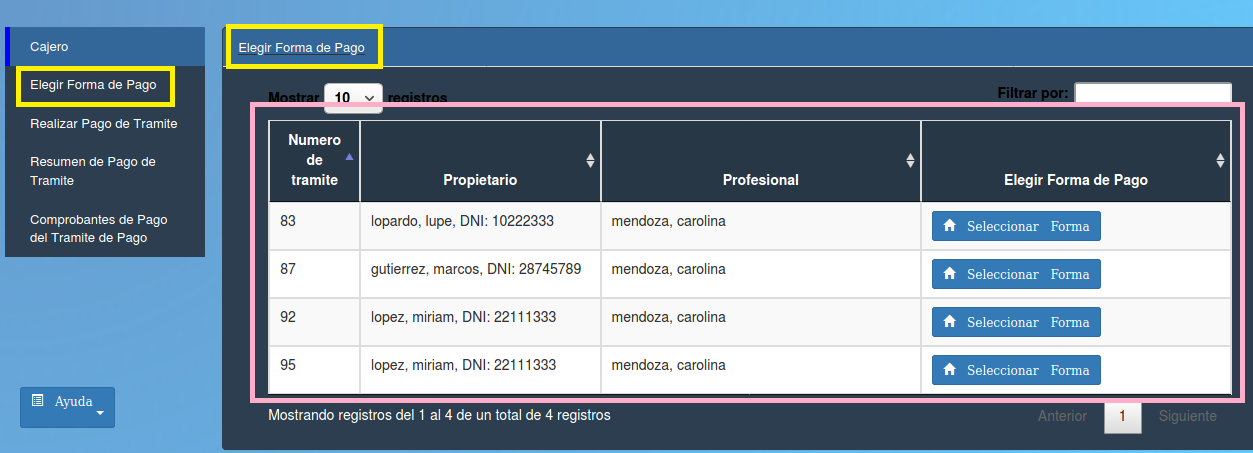 Cajero
Elegir Forma de Pago
Realizar Pago de Tramite
Resumen de Pago de
Tramite
Comprobantes de Pago
del Tramite de Pago
Ayuda
Elegir Forma de Pago
Mostrar 10 registros
Filtrar por:
Numero
de
tramite Propietario Profesional Elegir Forma de Pago
83 lopardo, lupe, DNI: 10222333 mendoza, carolina Seleccionar Forma
87 gutierrez, marcos, DNI: 28745789 mendoza, carolina Seleccionar Forma
92 lopez, miriam, DNI: 22111333 mendoza, carolina Seleccionar Forma
95 lopez, miriam, DNI: 22111333 mendoza, carolina Seleccionar Forma
Mostrando registros del 1 al 4 de un total de 4 registros
Anterior 1 Siguiente